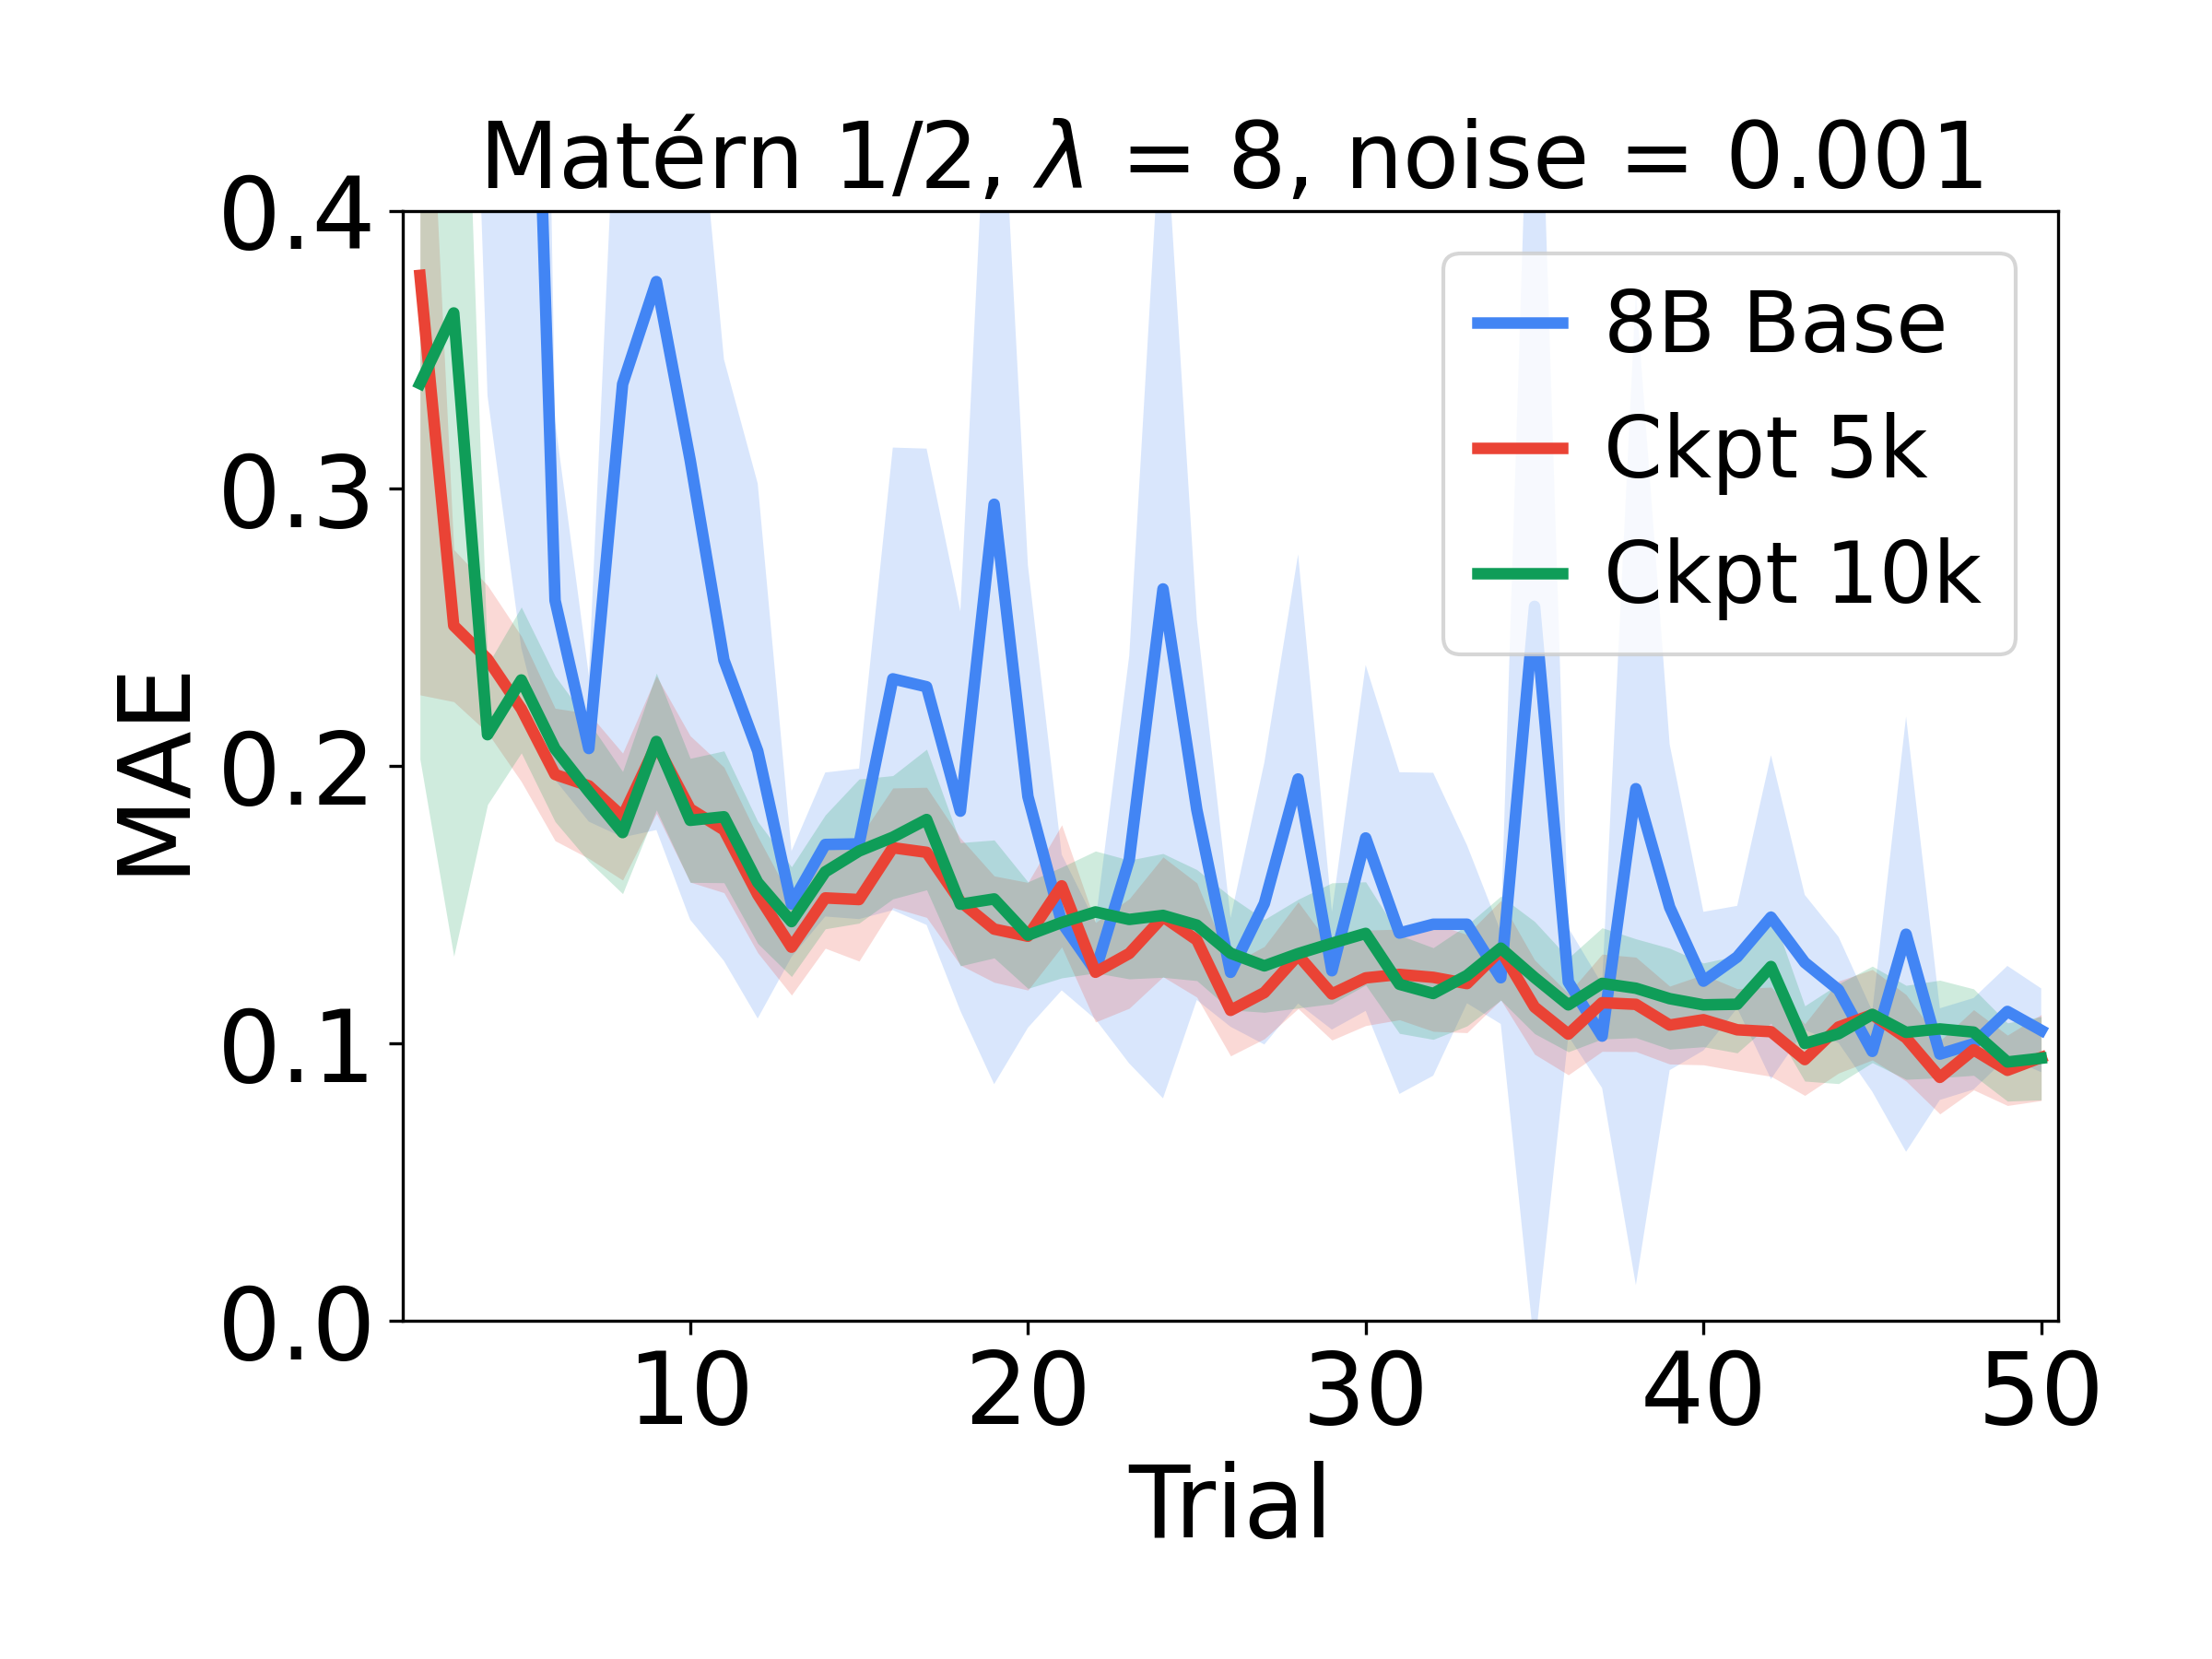 Matérn 1/2, λ = 8, noise = 0.001
MAE
0.4
0.3
0.2
0.1
0.0
8B Base
Ckpt 5k
Ckpt 10k
10 20 30 40 50
Trial